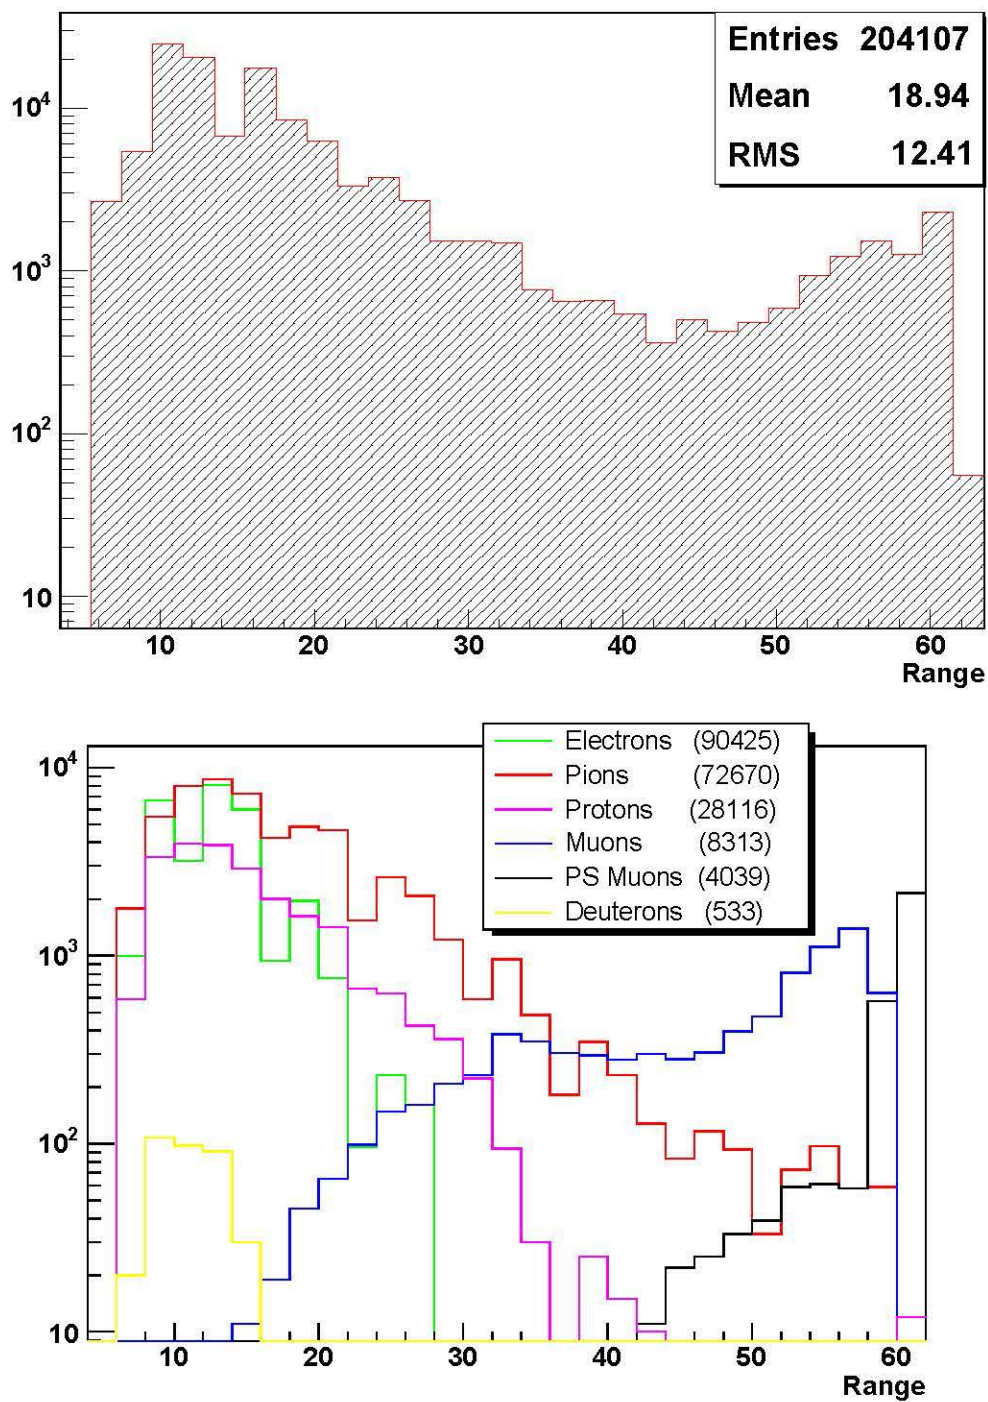 Entries 204107
Mean 18.94
RMS 12.41
10⁴
10³
10²
10
10 20 30 40 50 60
Range
Electrons (90425)
Pions (72670)
Protons (28116)
Muons (8313)
PS Muons (4039)
Deuterons (533)
10⁴
10³
10²
10
10 20 30 40 50 60
Range